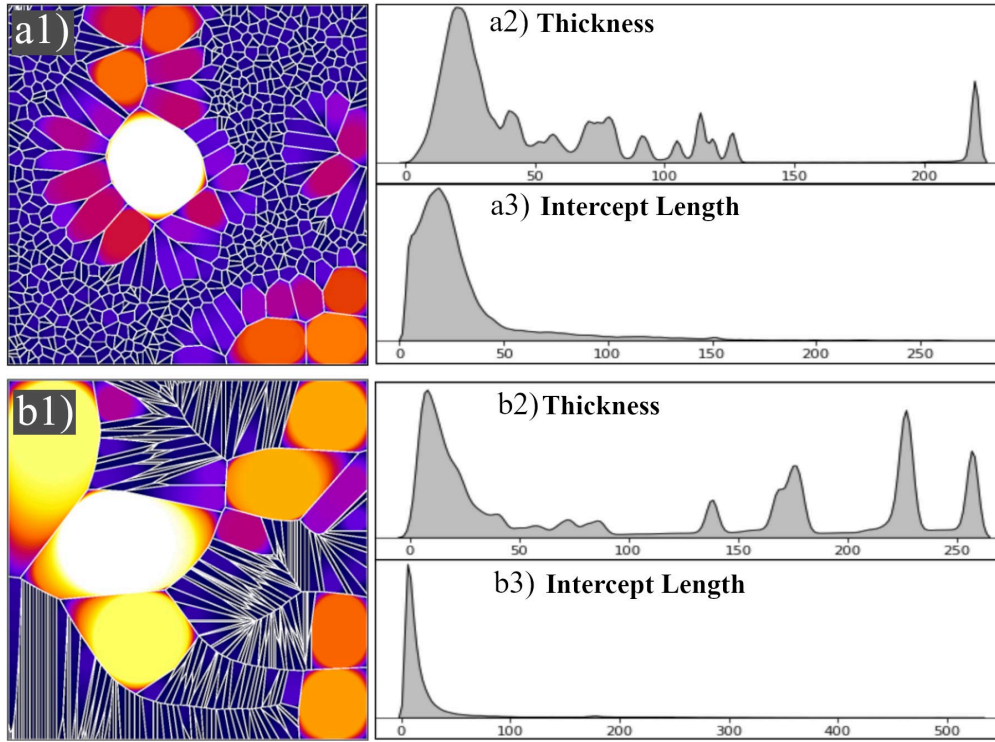 a1)
a2) Thickness
0 50 100 150 200
a3) Intercept Length
0 50 100 150 200 250
b1)
b2) Thickness
0 50 100 150 200 250
b3) Intercept Length
0 100 200 300 400 500